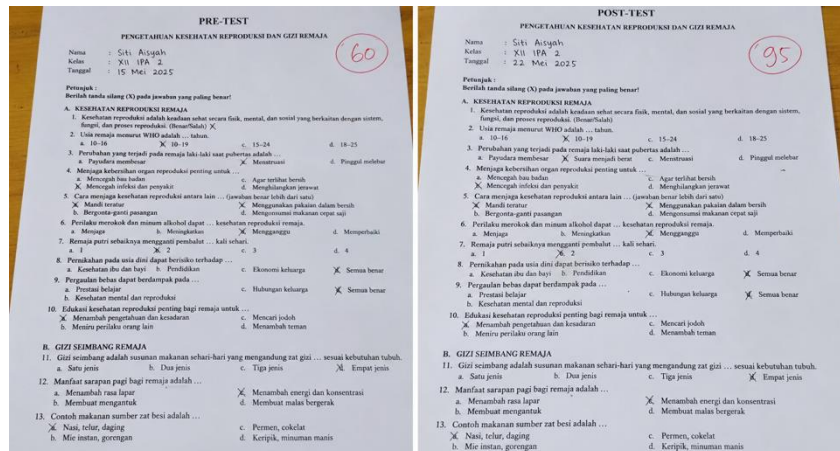 PRE-TEST
PENGETAHUAN KESEHATAN REPRODUKSI DAN GIZI REMAJA
Nama : Siti Aisyah
Kelas : XII IPA 2
Tanggal : 15 Mei 2025
60
Petunjuk :
Berilah tanda silang (X) pada jawaban yang paling benar!
A. KESEHATAN REPRODUKSI REMAJA
1. Kesehatan reproduksi adalah keadaan sehat secara fisik, mental, dan sosial yang berkaitan dengan sistem,
fungsi, dan proses reproduksi. (Benar/Salah) X
2. Usia remaja menurut WHO adalah ... tahun.
a. 10–16 X 10–19 c. 15–24 d. 18–25
3. Perubahan yang terjadi pada remaja laki-laki saat pubertas adalah ...
a. Payudara membesar X Menstruasi d. Pinggul melebar
4. Menjaga kebersihan organ reproduksi penting untuk ...
a. Mencegah bau badan c. Agar terlihat bersih
X Mencegah infeksi dan penyakit d. Menghilangkan jerawat
5. Cara menjaga kesehatan reproduksi antara lain ... (jawaban benar lebih dari satu)
X Mandi teratur X Menggunakan pakaian dalam bersih
b. Bergonta-ganti pasangan d. Mengonsumsi makanan cepat saji
6. Perilaku merokok dan minum alkohol dapat ... kesehatan reproduksi remaja.
a. Menjaga b. Meningkatkan X Mengganggu d. Memperbaiki
7. Remaja putri sebaiknya mengganti pembalut ... kali sehari.
a. 1 X 2 c. 3 d. 4
8. Pernikahan pada usia dini dapat berisiko terhadap ...
a. Kesehatan ibu dan bayi b. Pendidikan c. Ekonomi keluarga X Semua benar
9. Pergaulan bebas dapat berdampak pada ...
a. Prestasi belajar c. Hubungan keluarga X Semua benar
b. Kesehatan mental dan reproduksi
10. Edukasi kesehatan reproduksi penting bagi remaja untuk ...
X Menambah pengetahuan dan kesadaran c. Mencari jodoh
b. Meniru perilaku orang lain d. Menambah teman
B. GIZI SEIMBANG REMAJA
11. Gizi seimbang adalah susunan makanan sehari-hari yang mengandung zat gizi ... sesuai kebutuhan tubuh.
a. Satu jenis b. Dua jenis c. Tiga jenis X Empat jenis
12. Manfaat sarapan pagi bagi remaja adalah ...
a. Menambah rasa lapar X Menambah energi dan konsentrasi
b. Membuat mengantuk d. Membuat malas bergerak
13. Contoh makanan sumber zat besi adalah ...
X Nasi, telur, daging c. Permen, cokelat
b. Mie instan, gorengan d. Keripik, minuman manis
POST-TEST
PENGETAHUAN KESEHATAN REPRODUKSI DAN GIZI REMAJA
Nama : Siti Aisyah
Kelas : XII IPA 2
Tanggal : 22 Mei 2025
95
Petunjuk :
Berilah tanda silang (X) pada jawaban yang paling benar!
A. KESEHATAN REPRODUKSI REMAJA
1. Kesehatan reproduksi adalah keadaan sehat secara fisik, mental, dan sosial yang berkaitan dengan sistem,
fungsi, dan proses reproduksi. (Benar/Salah)
2. Usia remaja menurut WHO adalah ... tahun.
a. 10–16 X 10–19 c. 15–24 d. 18–25
3. Perubahan yang terjadi pada remaja laki-laki saat pubertas adalah ...
a. Payudara membesar X Suara menjadi berat c. Menstruasi d. Pinggul melebar
4. Menjaga kebersihan organ reproduksi penting untuk ...
a. Mencegah bau badan c. Agar terlihat bersih
X Mencegah infeksi dan penyakit d. Menghilangkan jerawat
5. Cara menjaga kesehatan reproduksi antara lain ... (jawaban benar lebih dari satu)
X Mandi teratur X Menggunakan pakaian dalam bersih
b. Bergonta-ganti pasangan d. Mengonsumsi makanan cepat saji
6. Perilaku merokok dan minum alkohol dapat ... kesehatan reproduksi remaja.
a. Menjaga b. Meningkatkan X Mengganggu d. Memperbaiki
7. Remaja putri sebaiknya mengganti pembalut ... kali sehari.
a. 1 X 2 c. 3 d. 4
8. Pernikahan pada usia dini dapat berisiko terhadap ...
a. Kesehatan ibu dan bayi b. Pendidikan c. Ekonomi keluarga X Semua benar
9. Pergaulan bebas dapat berdampak pada ...
a. Prestasi belajar c. Hubungan keluarga X Semua benar
b. Kesehatan mental dan reproduksi
10. Edukasi kesehatan reproduksi penting bagi remaja untuk ...
X Menambah pengetahuan dan kesadaran c. Mencari jodoh
b. Meniru perilaku orang lain d. Menambah teman
B. GIZI SEIMBANG REMAJA
11. Gizi seimbang adalah susunan makanan sehari-hari yang mengandung zat gizi ... sesuai kebutuhan tubuh.
a. Satu jenis b. Dua jenis c. Tiga jenis X Empat jenis
12. Manfaat sarapan pagi bagi remaja adalah ...
a. Menambah rasa lapar X Menambah energi dan konsentrasi
b. Membuat mengantuk d. Membuat malas bergerak
13. Contoh makanan sumber zat besi adalah ...
X Nasi, telur, daging c. Permen, cokelat
b. Mie instan, gorengan d. Keripik, minuman manis